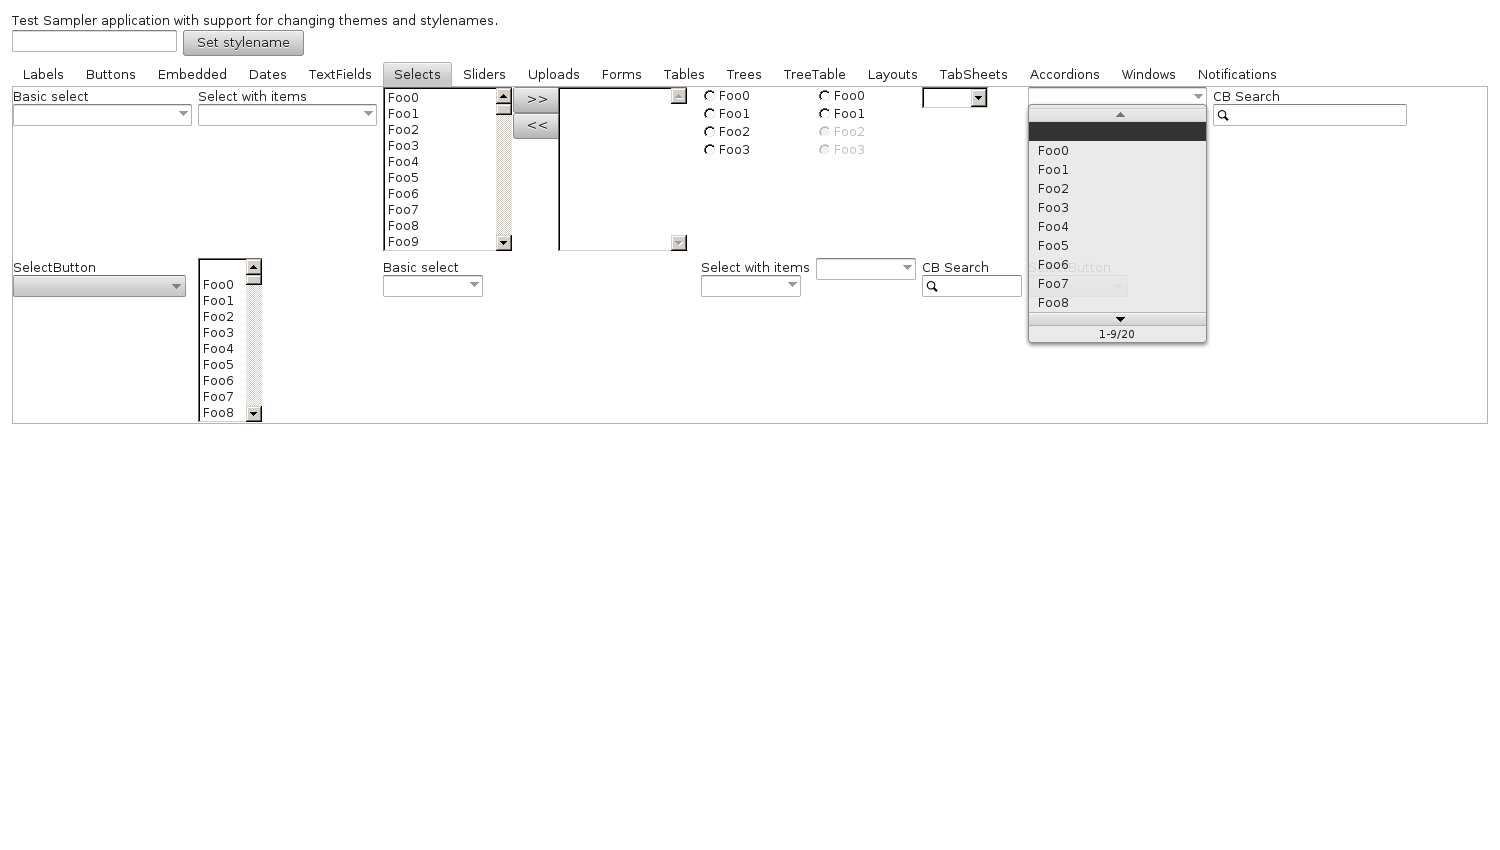 Test Sampler application with support for changing themes and stylenames.
Set stylename
Labels Buttons Embedded Dates TextFields Selects Sliders Uploads Forms Tables Trees TreeTable Layouts TabSheets Accordions Windows Notifications
Basic select
Select with items
Foo0
Foo1
Foo2
Foo3
Foo4
Foo5
Foo6
Foo7
Foo8
Foo9
>>
<<
Foo0
Foo1
Foo2
Foo3
Foo0
Foo1
Foo2
Foo3
Foo0
Foo1
Foo2
Foo3
Foo4
Foo5
Foo6
Foo7
Foo8
1-9/20
CB Search
SelectButton
Foo0
Foo1
Foo2
Foo3
Foo4
Foo5
Foo6
Foo7
Foo8
Basic select
Select with items
CB Search